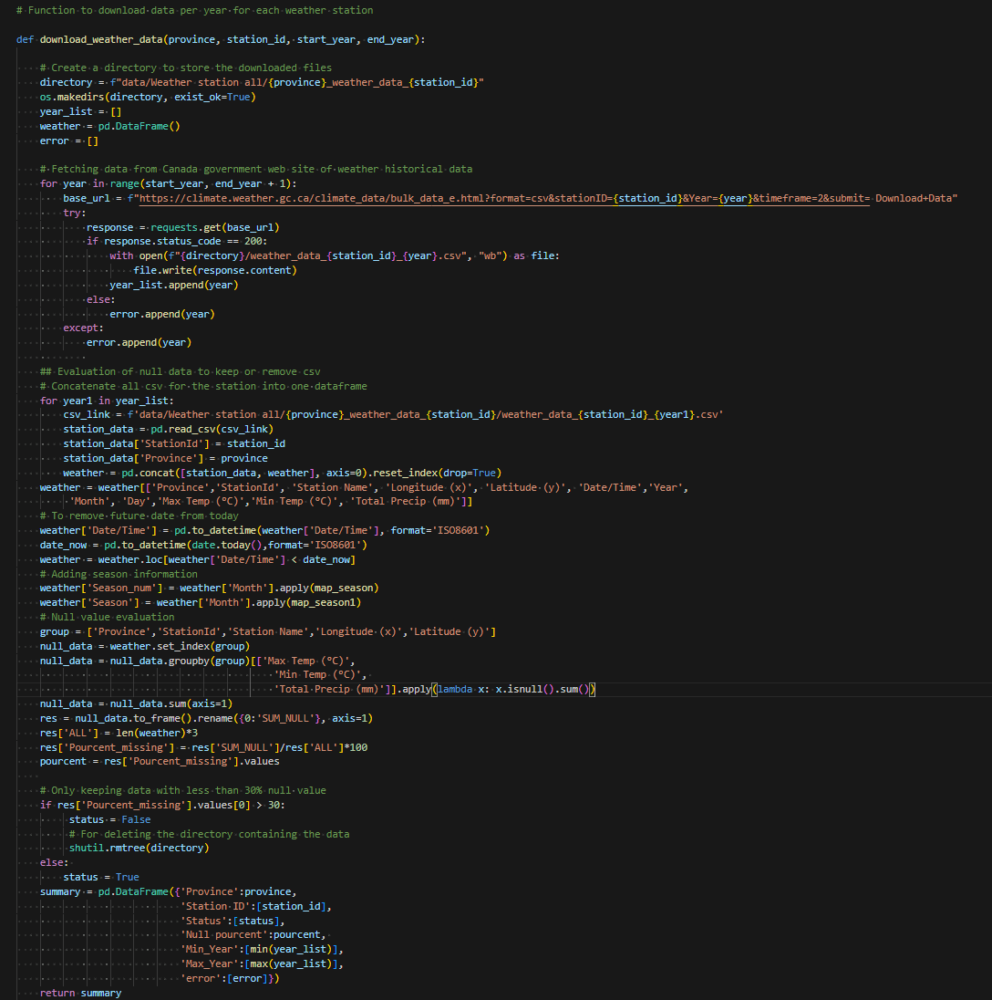 # Function to download data per year for each weather station
def download_weather_data(province, station_id, start_year, end_year):
# Create a directory to store the downloaded files
directory = f"data/Weather station all/{province}_weather_data_{station_id}"
os.makedirs(directory, exist_ok=True)
year_list = []
weather = pd.DataFrame()
error = []
# Fetching data from Canada government web site of weather historical data
for year in range(start_year, end_year + 1):
base_url = f"https://climate.weather.gc.ca/climate_data/bulk_data_e.html?format=csv&stationID={station_id}&Year={year}&timeframe=2&submit= Download+Data"
try:
response = requests.get(base_url)
if response.status_code == 200:
with open(f"{directory}/weather_data_{station_id}_{year}.csv", "wb") as file:
file.write(response.content)
year_list.append(year)
else:
error.append(year)
except:
error.append(year)
## Evaluation of null data to keep or remove csv
# Concatenate all csv for the station into one dataframe
for year1 in year_list:
csv_link = f'data/Weather station all/{province}_weather_data_{station_id}/weather_data_{station_id}_{year1}.csv'
station_data = pd.read_csv(csv_link)
station_data['StationId'] = station_id
station_data['Province'] = province
weather = pd.concat([station_data, weather], axis=0).reset_index(drop=True)
weather = weather[['Province','StationId', 'Station Name', 'Longitude (x)', 'Latitude (y)', 'Date/Time','Year',
'Month', 'Day','Max Temp (°C)','Min Temp (°C)', 'Total Precip (mm)']]
# To remove future date from today
weather['Date/Time'] = pd.to_datetime(weather['Date/Time'], format='ISO8601')
date_now = pd.to_datetime(date.today(),format='ISO8601')
weather = weather.loc[weather['Date/Time'] < date_now]
# Adding season information
weather['Season_num'] = weather['Month'].apply(map_season)
weather['Season'] = weather['Month'].apply(map_season1)
# Null value evaluation
group = ['Province','StationId','Station Name','Longitude (x)','Latitude (y)']
null_data = weather.set_index(group)
null_data = null_data.groupby(group)[['Max Temp (°C)',
'Min Temp (°C)',
'Total Precip (mm)']].apply(lambda x: x.isnull().sum())
null_data = null_data.sum(axis=1)
res = null_data.to_frame().rename({0:'SUM_NULL'}, axis=1)
res['ALL'] = len(weather)*3
res['Pourcent_missing'] = res['SUM_NULL']/res['ALL']*100
pourcent = res['Pourcent_missing'].values
# Only keeping data with less than 30% null value
if res['Pourcent_missing'].values[0] > 30:
status = False
# For deleting the directory containing the data
shutil.rmtree(directory)
else:
status = True
summary = pd.DataFrame({'Province':province,
'Station ID':[station_id],
'Status':[status],
'Null pourcent':pourcent,
'Min_Year':[min(year_list)],
'Max_Year':[max(year_list)],
'error':[error]})
return summary